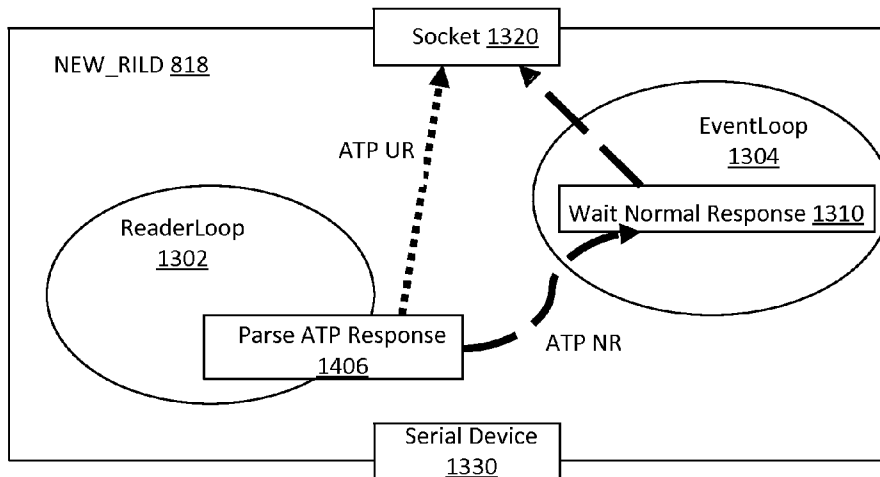 Socket 1320
NEW_RILD 818
EventLoop
1304
ATP UR
Wait Normal Response 1310
ReaderLoop
1302
Parse ATP Response
1406
ATP NR
Serial Device
1330